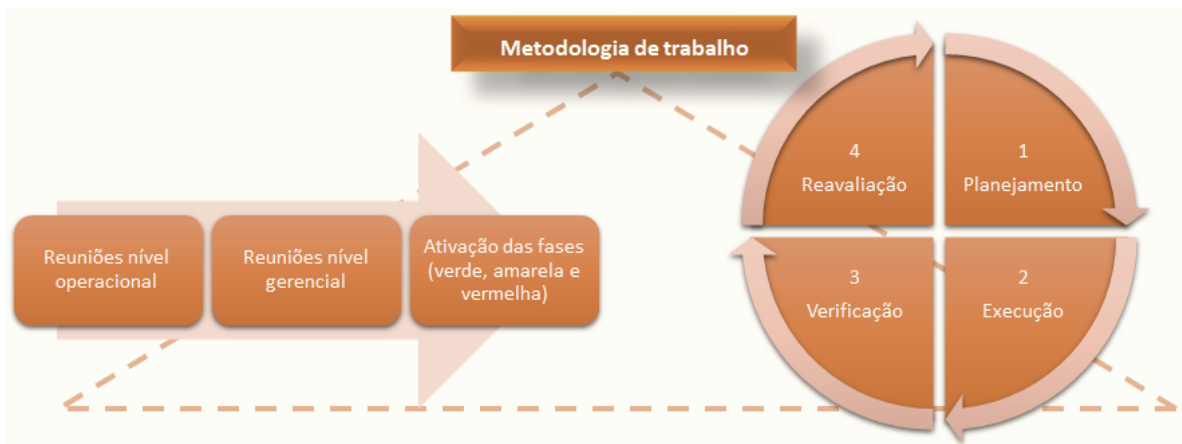 Metodologia de trabalho
Reuniões nível
operacional
Reuniões nível
gerencial
Ativação das fases
(verde, amarela e
vermelha)
4
Reavaliação
1
Planejamento
3
Verificação
2
Execução